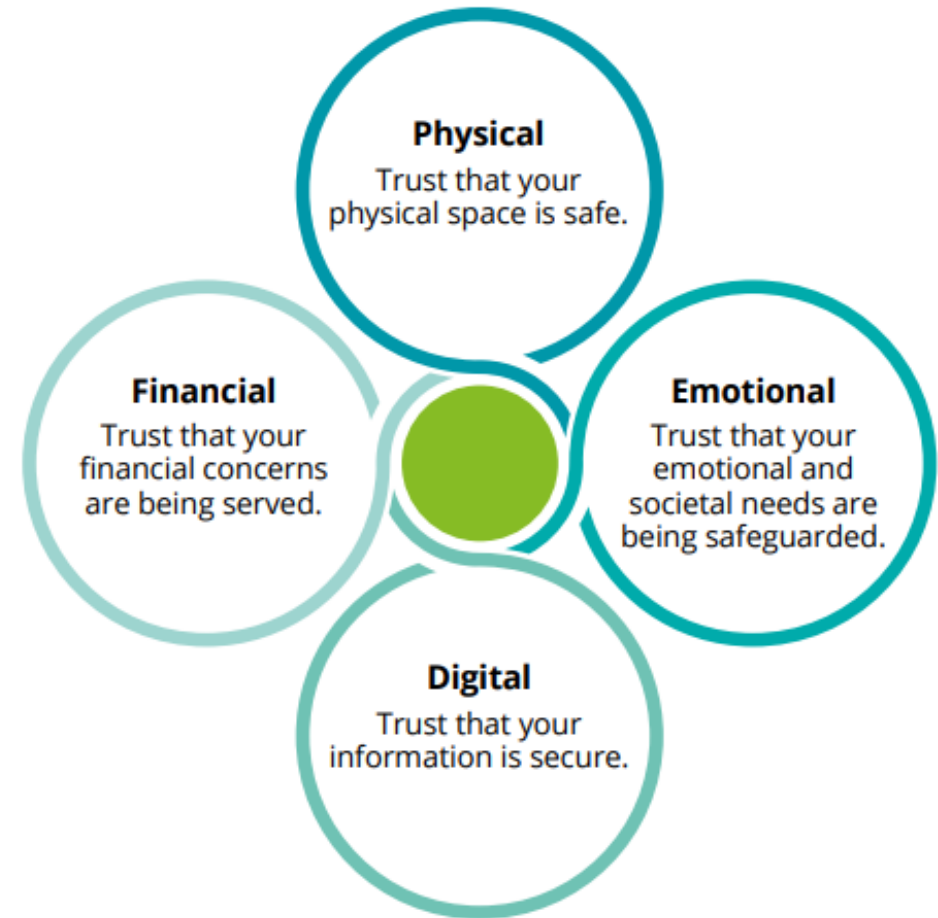 Physical
Trust that your
physical space is safe.
Financial
Trust that your
financial concerns
are being served.
Emotional
Trust that your
emotional and
societal needs are
being safeguarded.
Digital
Trust that your
information is secure.